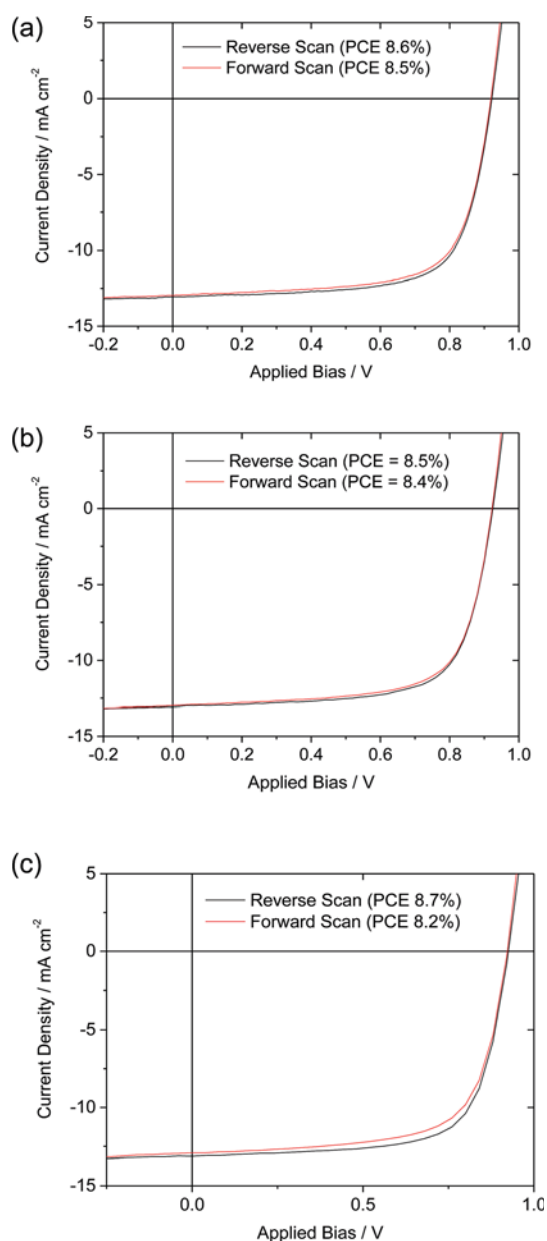 (a)
5
Reverse Scan (PCE 8.6%)
Forward Scan (PCE 8.5%)
0
-5
-10
-15
Current Density / mA cm⁻²
-0.2 0.0 0.2 0.4 0.6 0.8 1.0
Applied Bias / V
(b)
5
Reverse Scan (PCE = 8.5%)
Forward Scan (PCE = 8.4%)
0
-5
-10
-15
Current Density / mA cm⁻²
-0.2 0.0 0.2 0.4 0.6 0.8 1.0
Applied Bias / V
(c)
5
Reverse Scan (PCE 8.7%)
Forward Scan (PCE 8.2%)
0
-5
-10
-15
Current Density / mA cm⁻²
0.0 0.5 1.0
Applied Bias / V